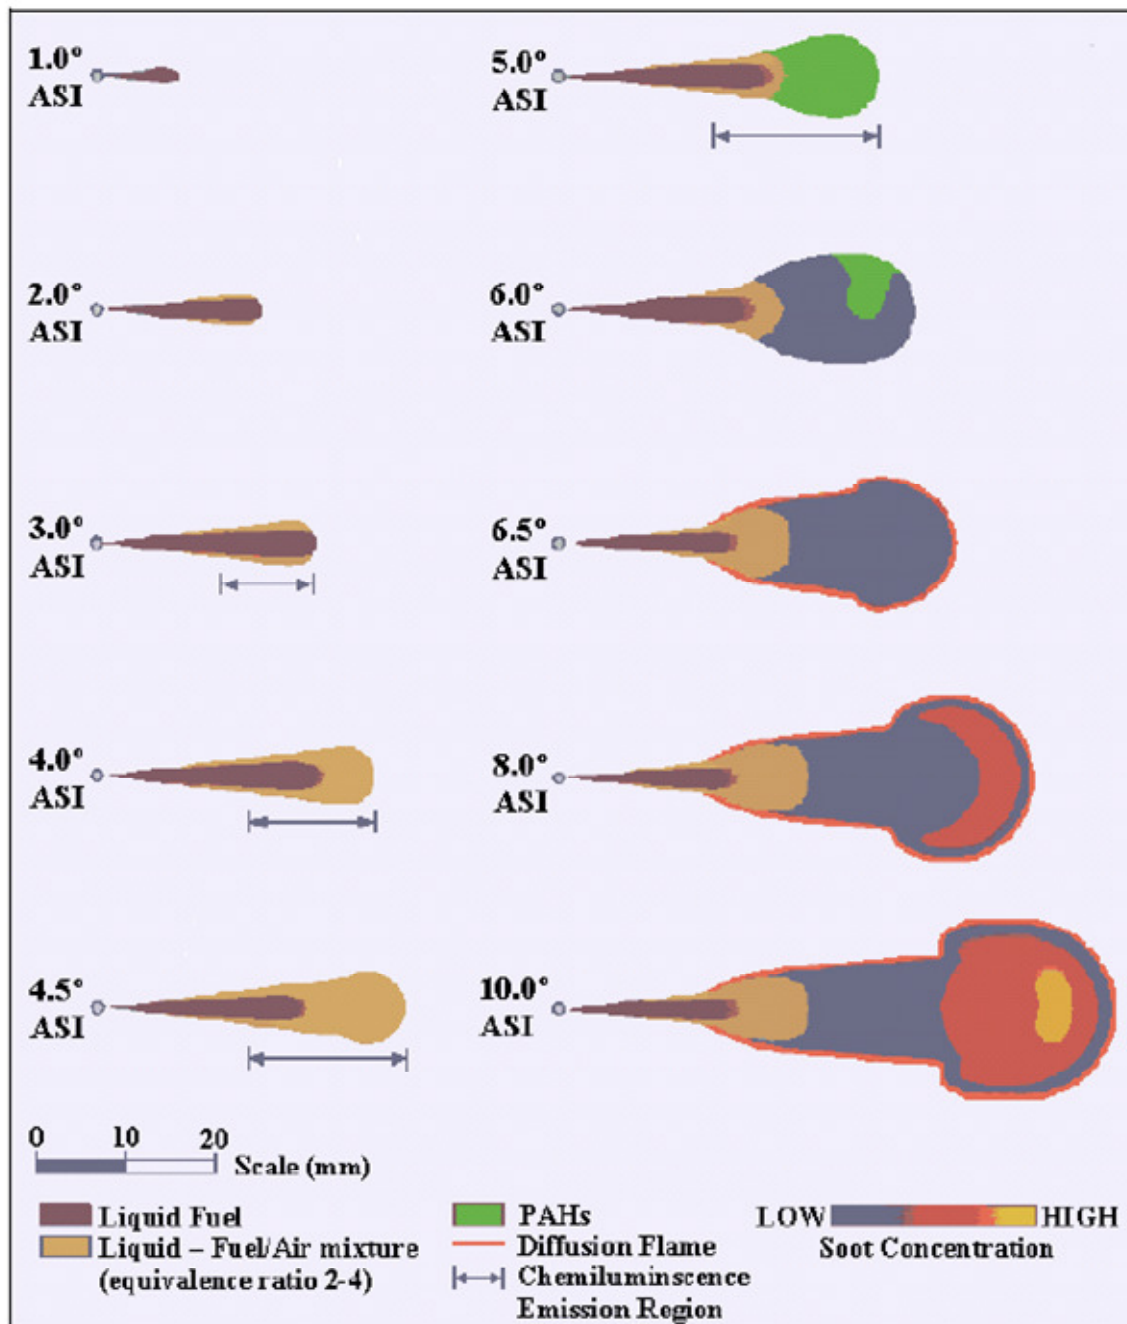 1.0°
ASI
2.0°
ASI
3.0°
ASI
4.0°
ASI
4.5°
ASI
5.0°
ASI
6.0°
ASI
6.5°
ASI
8.0°
ASI
10.0°
ASI
0 10 20
Scale (mm)
Liquid Fuel
Liquid – Fuel/Air mixture
(equivalence ratio 2-4)
PAHs
Diffusion Flame
Chemiluminscence
Emission Region
LOW HIGH
Soot Concentration